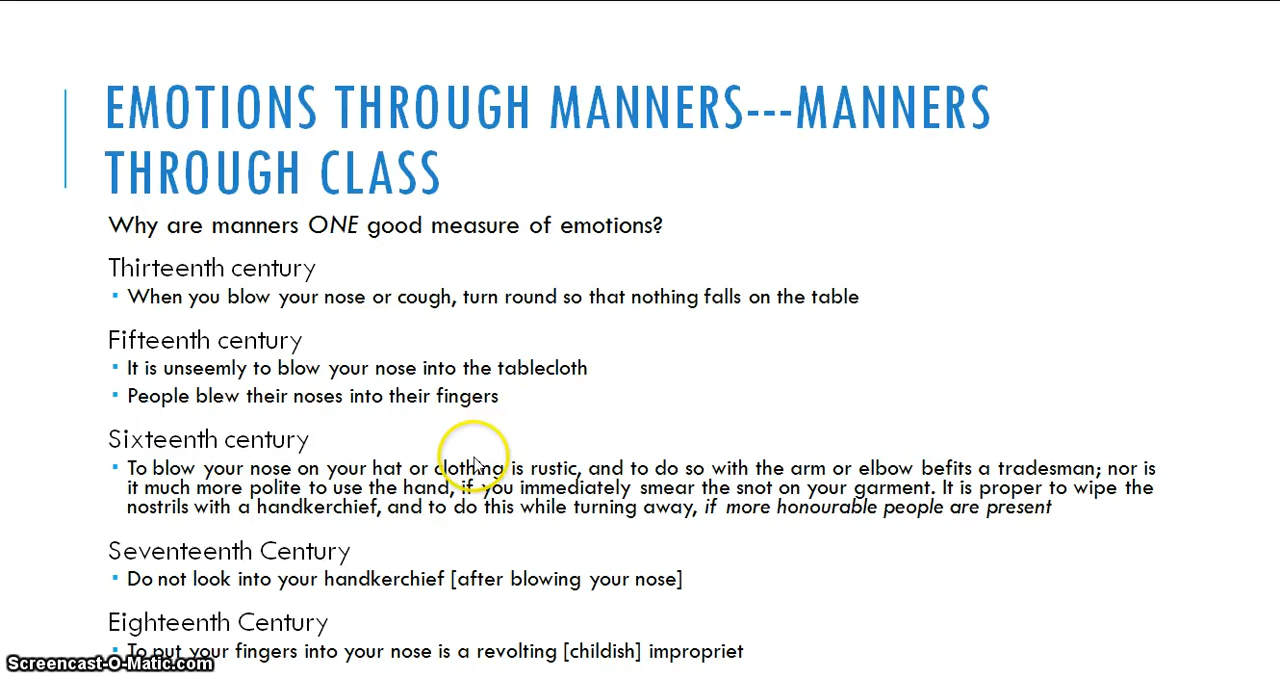 EMOTIONS THROUGH MANNERS---MANNERS
THROUGH CLASS
Why are manners ONE good measure of emotions?
Thirteenth century
▪ When you blow your nose or cough, turn round so that nothing falls on the table
Fifteenth century
▪ It is unseemly to blow your nose into the tablecloth
▪ People blew their noses into their fingers
Sixteenth century
▪ To blow your nose on your hat or clothing is rustic, and to do so with the arm or elbow befits a tradesman; nor is
it much more polite to use the hand, if you immediately smear the snot on your garment. It is proper to wipe the
nostrils with a handkerchief, and to do this while turning away, if more honourable people are present
Seventeenth Century
▪ Do not look into your handkerchief [after blowing your nose]
Eighteenth Century
▪ To put your fingers into your nose is a revolting [childish] impropriet
Screencast-O-Matic.com